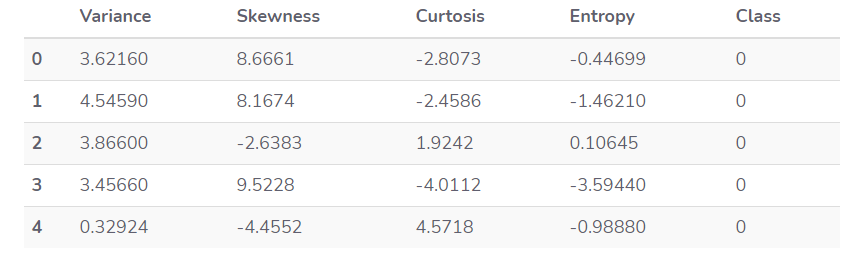 Variance Skewness Curtosis Entropy Class
0 3.62160 8.6661 -2.8073 -0.44699 0
1 4.54590 8.1674 -2.4586 -1.46210 0
2 3.86600 -2.6383 1.9242 0.10645 0
3 3.45660 9.5228 -4.0112 -3.59440 0
4 0.32924 -4.4552 4.5718 -0.98880 0